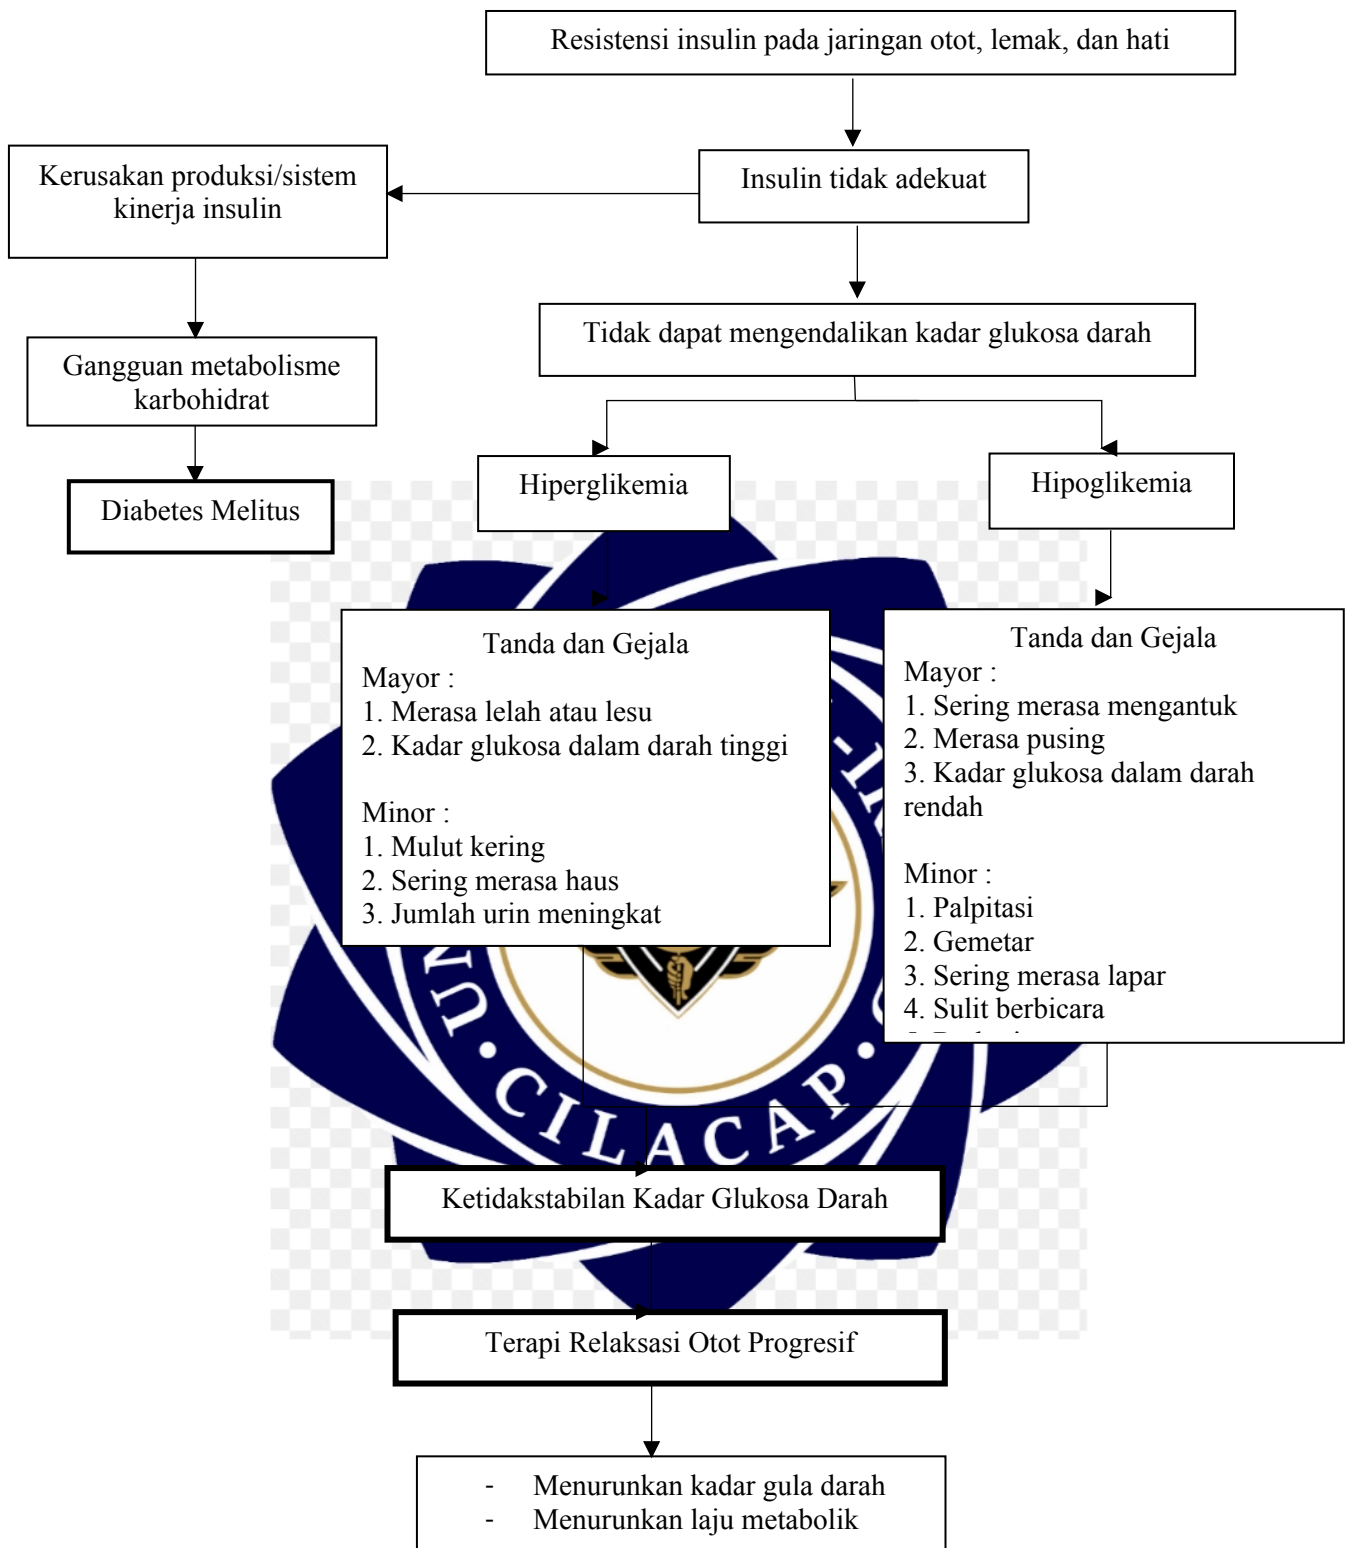 Resistensi insulin pada jaringan otot, lemak, dan hati
Kerusakan produksi/sistem
kinerja insulin
Insulin tidak adekuat
Tidak dapat mengendalikan kadar glukosa darah
Gangguan metabolisme
karbohidrat
Diabetes Melitus
Hiperglikemia
Hipoglikemia
Tanda dan Gejala
Mayor :
1. Merasa lelah atau lesu
2. Kadar glukosa dalam darah tinggi
Minor :
1. Mulut kering
2. Sering merasa haus
3. Jumlah urin meningkat
Tanda dan Gejala
Mayor :
1. Sering merasa mengantuk
2. Merasa pusing
3. Kadar glukosa dalam darah
rendah
Minor :
1. Palpitasi
2. Gemetar
3. Sering merasa lapar
4. Sulit berbicara
CILACAP
Ketidakstabilan Kadar Glukosa Darah
Terapi Relaksasi Otot Progresif
- Menurunkan kadar gula darah
- Menurunkan laju metabolik